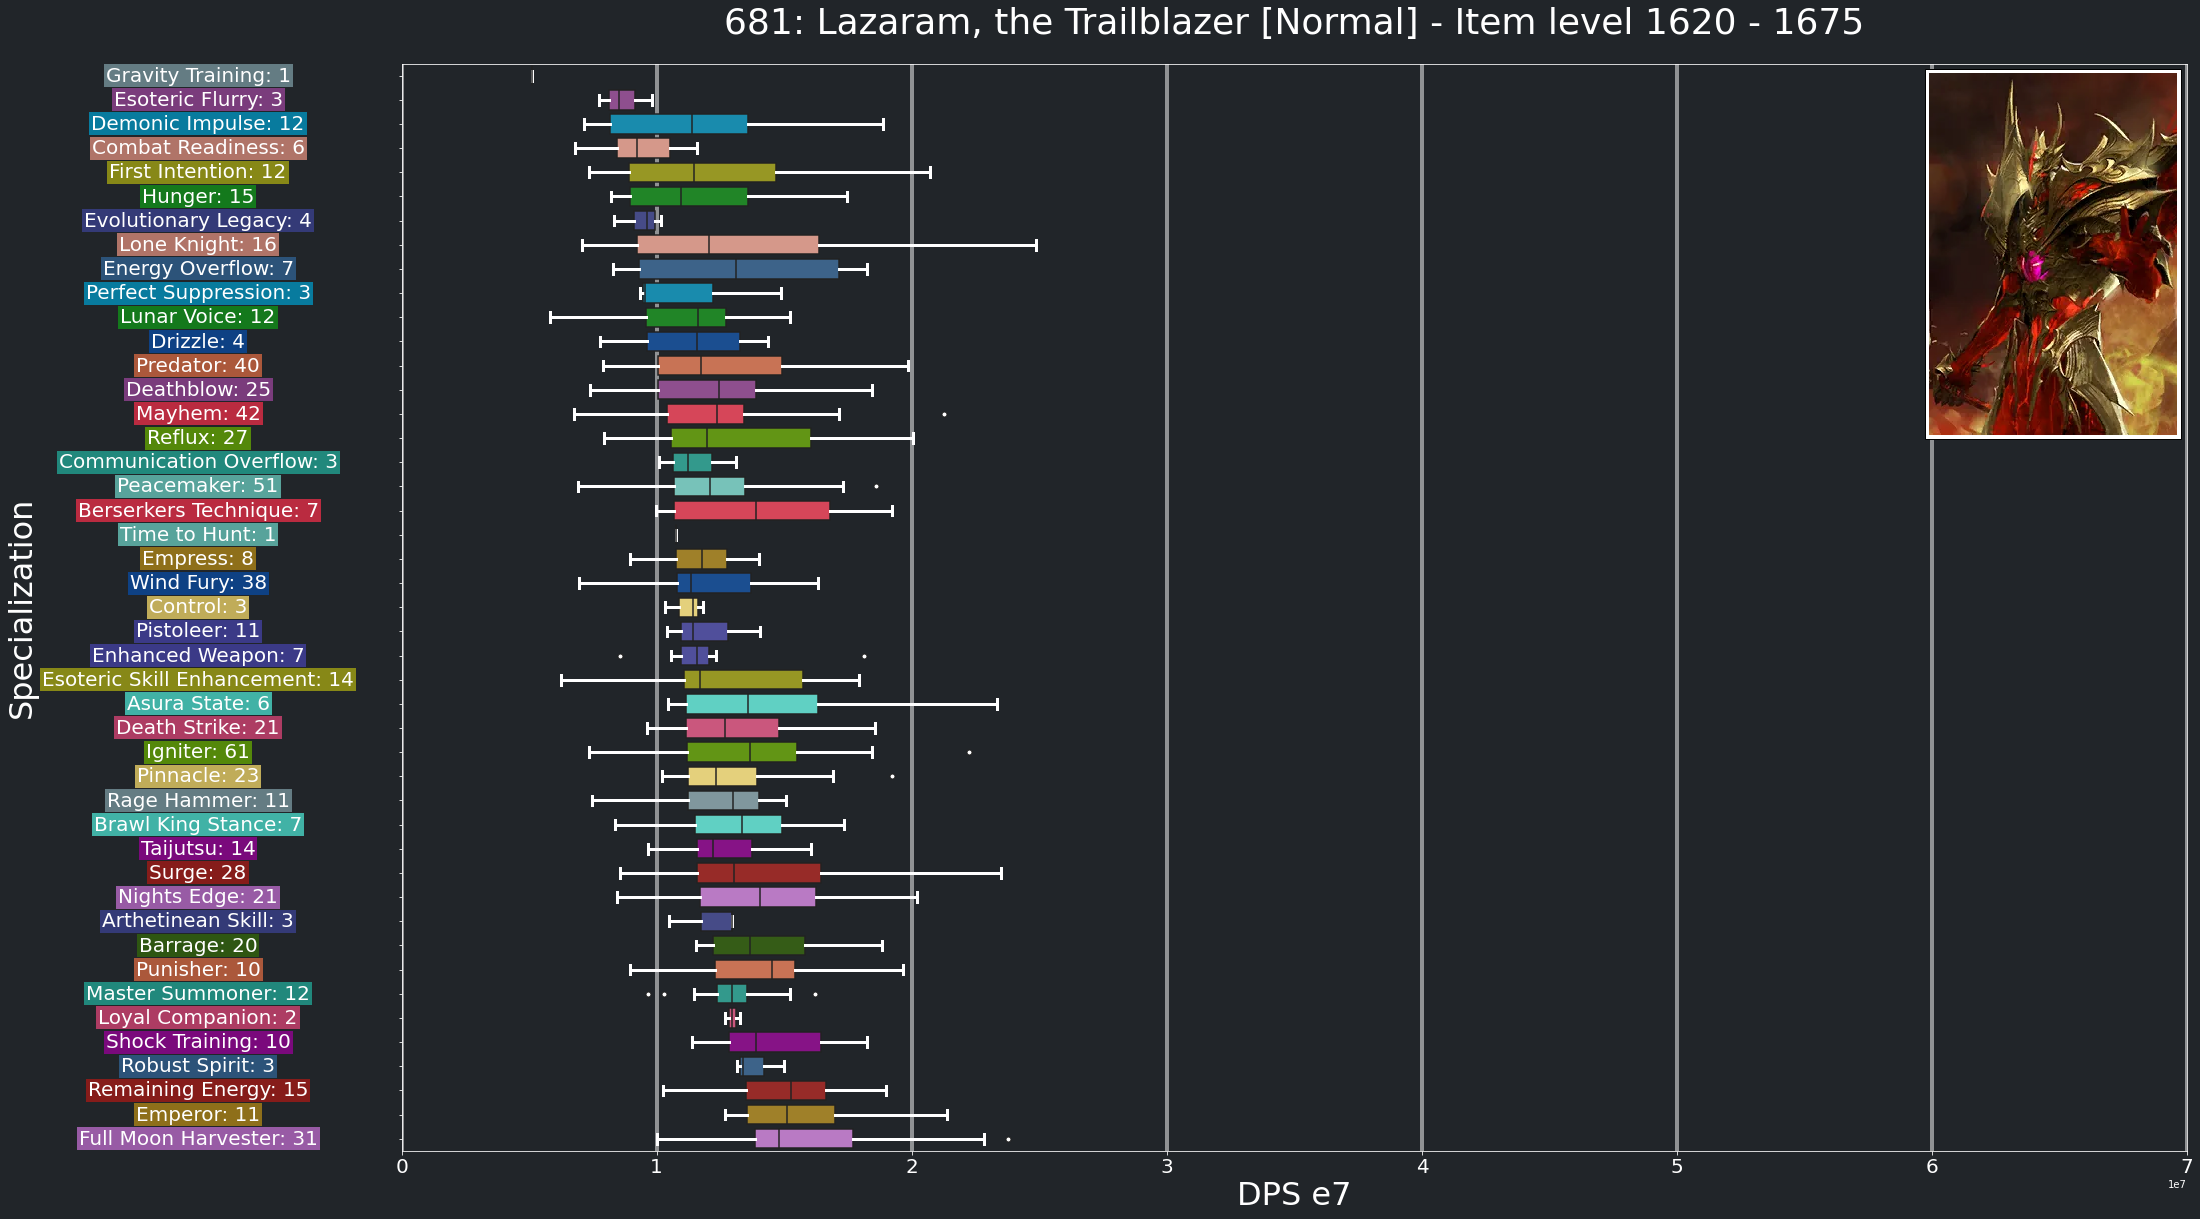 681: Lazaram, the Trailblazer [Normal] - Item level 1620 - 1675
Gravity Training: 1
Esoteric Flurry: 3
Demonic Impulse: 12
Combat Readiness: 6
First Intention: 12
Hunger: 15
Evolutionary Legacy: 4
Lone Knight: 16
Energy Overflow: 7
Perfect Suppression: 3
Lunar Voice: 12
Drizzle: 4
Predator: 40
Deathblow: 25
Mayhem: 42
Reflux: 27
Communication Overflow: 3
Peacemaker: 51
Berserkers Technique: 7
Time to Hunt: 1
Empress: 8
Wind Fury: 38
Control: 3
Pistoleer: 11
Enhanced Weapon: 7
Esoteric Skill Enhancement: 14
Asura State: 6
Death Strike: 21
Igniter: 61
Pinnacle: 23
Rage Hammer: 11
Brawl King Stance: 7
Taijutsu: 14
Surge: 28
Nights Edge: 21
Arthetinean Skill: 3
Barrage: 20
Punisher: 10
Master Summoner: 12
Loyal Companion: 2
Shock Training: 10
Robust Spirit: 3
Remaining Energy: 15
Emperor: 11
Full Moon Harvester: 31
Specialization
0 1 2 3 4 5 6 7
1e7
DPS e7